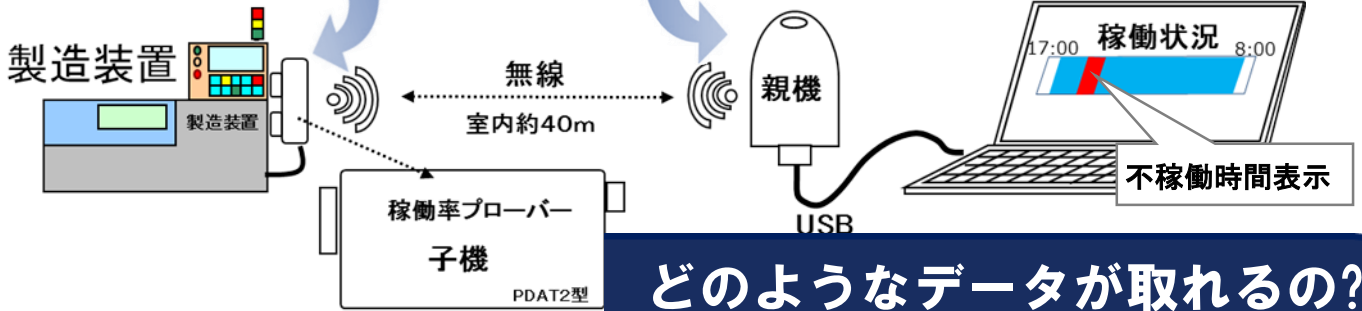 製造装置
製造装置
無線
室内約40m
稼働率プローバー
子機
PDAT2型
親機
USB
稼働状況
17:00
8:00
不稼働時間表示
どのようなデータが取れるの?